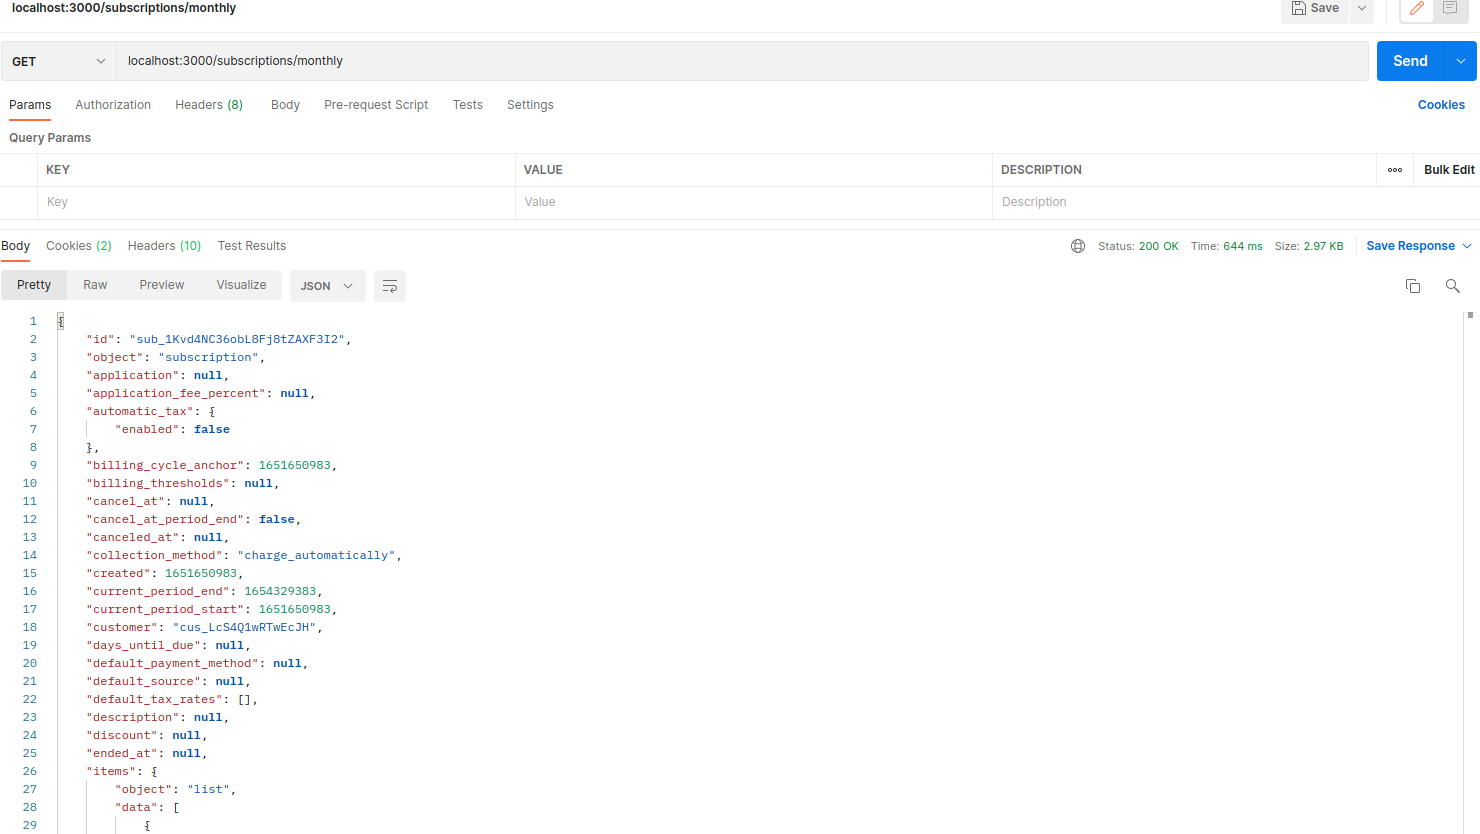 localhost:3000/subscriptions/monthly
Save
GET
localhost:3000/subscriptions/monthly
Send
Params Authorization Headers (8) Body Pre-request Script Tests Settings Cookies
Query Params
KEY VALUE DESCRIPTION Bulk Edit
Key Value Description
Body Cookies (2) Headers (10) Test Results Status: 200 OK Time: 644 ms Size: 2.97 KB Save Response
Pretty Raw Preview Visualize JSON
1 {
2 "id": "sub_1Kvd4NC36obL8Fj8tZAXF3I2",
3 "object": "subscription",
4 "application": null,
5 "application_fee_percent": null,
6 "automatic_tax": {
7 "enabled": false
8 },
9 "billing_cycle_anchor": 1651650983,
10 "billing_thresholds": null,
11 "cancel_at": null,
12 "cancel_at_period_end": false,
13 "canceled_at": null,
14 "collection_method": "charge_automatically",
15 "created": 1651650983,
16 "current_period_end": 1654329383,
17 "current_period_start": 1651650983,
18 "customer": "cus_LcS4Q1wRTwEcJH",
19 "days_until_due": null,
20 "default_payment_method": null,
21 "default_source": null,
22 "default_tax_rates": [],
23 "description": null,
24 "discount": null,
25 "ended_at": null,
26 "items": {
27 "object": "list",
28 "data": [
29 {